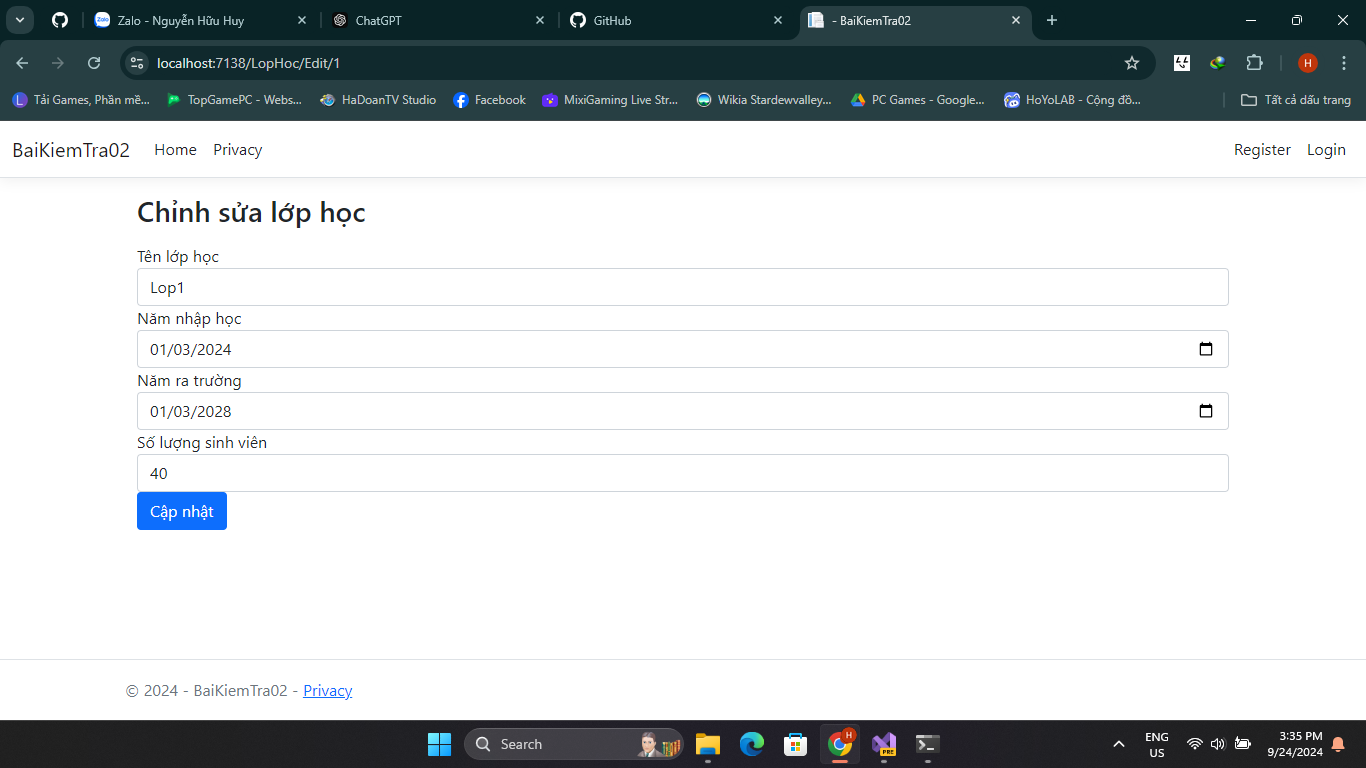 Zalo - Nguyễn Hữu Huy
ChatGPT
GitHub
- BaiKiemTra02
localhost:7138/LopHoc/Edit/1
H
L Tải Games, Phần mề...
TopGamePC - Webs...
HaDoanTV Studio
Facebook
MixiGaming Live Str...
Wikia Stardewvalley...
PC Games - Google...
HoYoLAB - Cộng đồ...
Tất cả dấu trang
BaiKiemTra02 Home Privacy Register Login
Chỉnh sửa lớp học
Tên lớp học
Lop1
Năm nhập học
01/03/2024
Năm ra trường
01/03/2028
Số lượng sinh viên
40
Cập nhật
© 2024 - BaiKiemTra02 - Privacy
Search
H
PRE
ENG
US
3:35 PM
9/24/2024